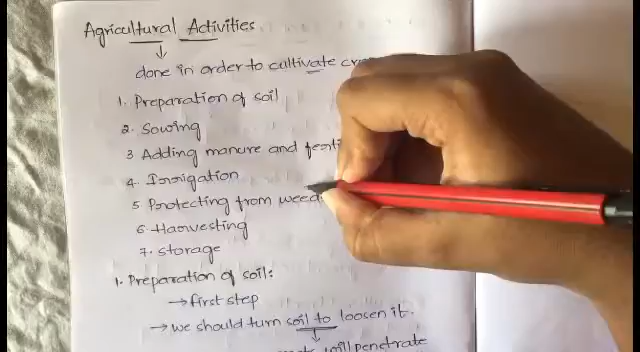 Agricultural Activities
done in order to cultivate
1. Preparation of soil
2. Sowing
3 Adding manure and
4. Irrigation
5 Protecting from weed
6. Harvesting
7. storage
1. Preparation of soil:
→ first step
→ we should turn soil to loosen it.
will penetrate